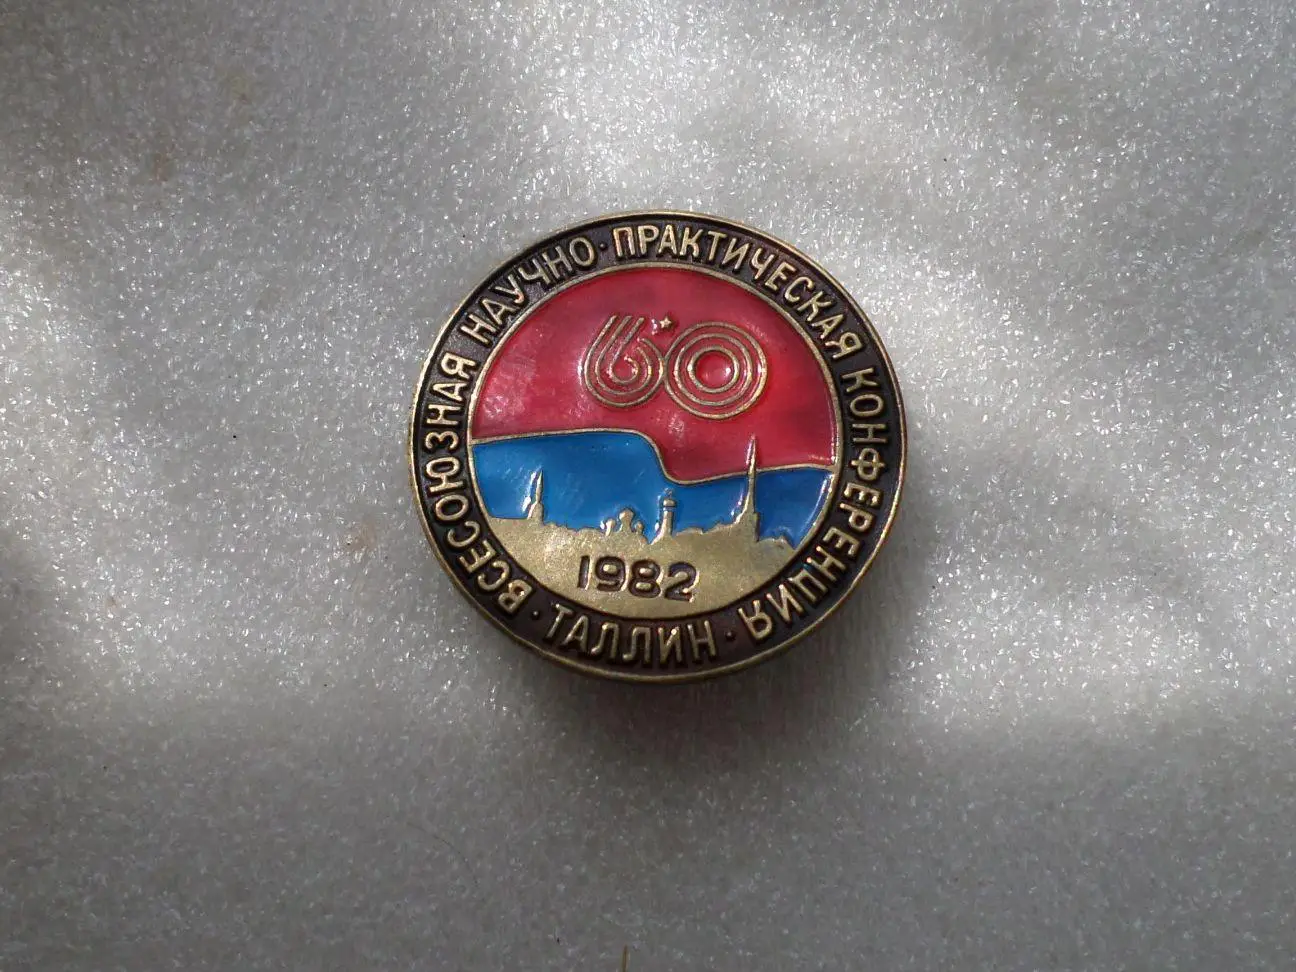 ВСЕСОЮЗНАЯ НАУЧНО·ПРАКТИЧЕСКАЯ КОНФЕРЕНЦИЯ
60
1982
·ТАЛЛИН·